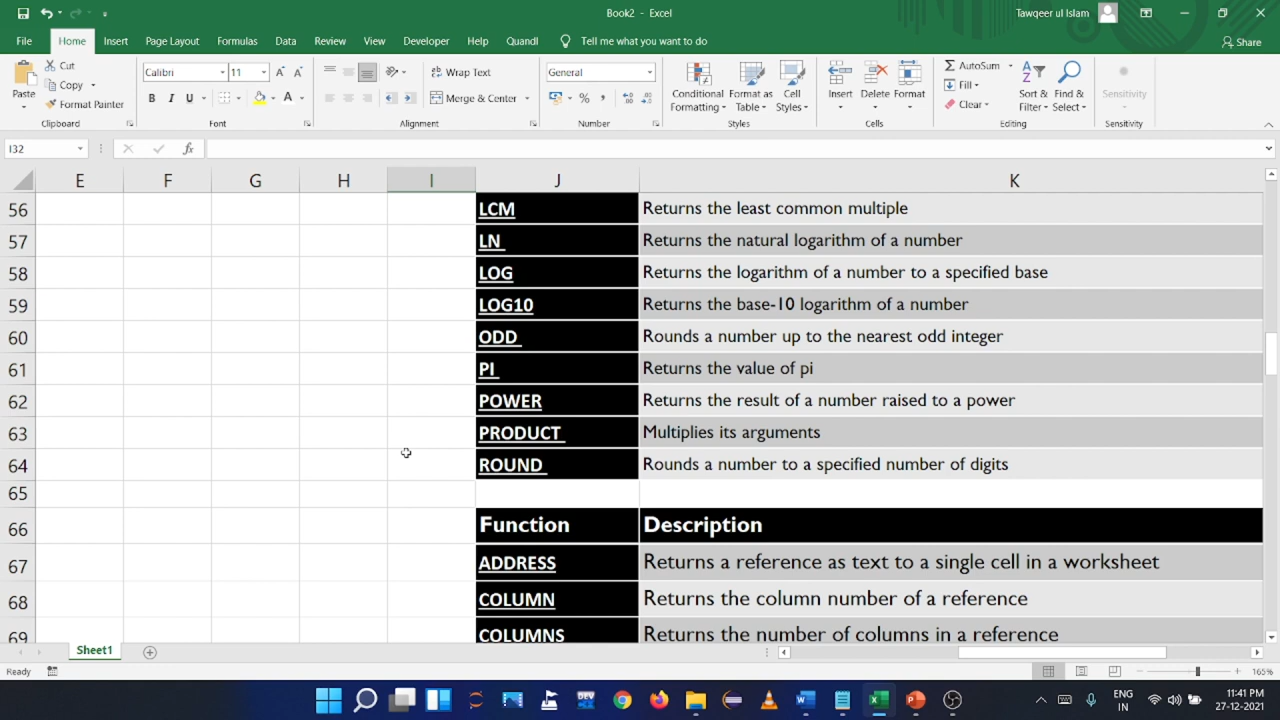 Book2 - Excel
Tawqeer ul Islam
File Home Insert Page Layout Formulas Data Review View Developer Help Quandl Tell me what you want to do Share
Paste
Cut
Copy
Format Painter
Clipboard
Calibri 11
B I U
Font
Wrap Text
Merge & Center
Alignment
General
%
Number
Conditional Formatting
Format as Table
Cell Styles
Styles
Insert Delete Format
Cells
AutoSum
Fill
Clear
Sort & Filter
Find & Select
Editing
Sensitivity
Sensitivity
I32
fx
E F G H I J K
56 LCM Returns the least common multiple
57 LN Returns the natural logarithm of a number
58 LOG Returns the logarithm of a number to a specified base
59 LOG10 Returns the base-10 logarithm of a number
60 ODD Rounds a number up to the nearest odd integer
61 PI Returns the value of pi
62 POWER Returns the result of a number raised to a power
63 PRODUCT Multiplies its arguments
64 ROUND Rounds a number to a specified number of digits
65
66 Function Description
67 ADDRESS Returns a reference as text to a single cell in a worksheet
68 COLUMN Returns the column number of a reference
69 COLUMNS Returns the number of columns in a reference
Sheet1
Ready
165%
ENG
IN
11:41 PM
27-12-2021